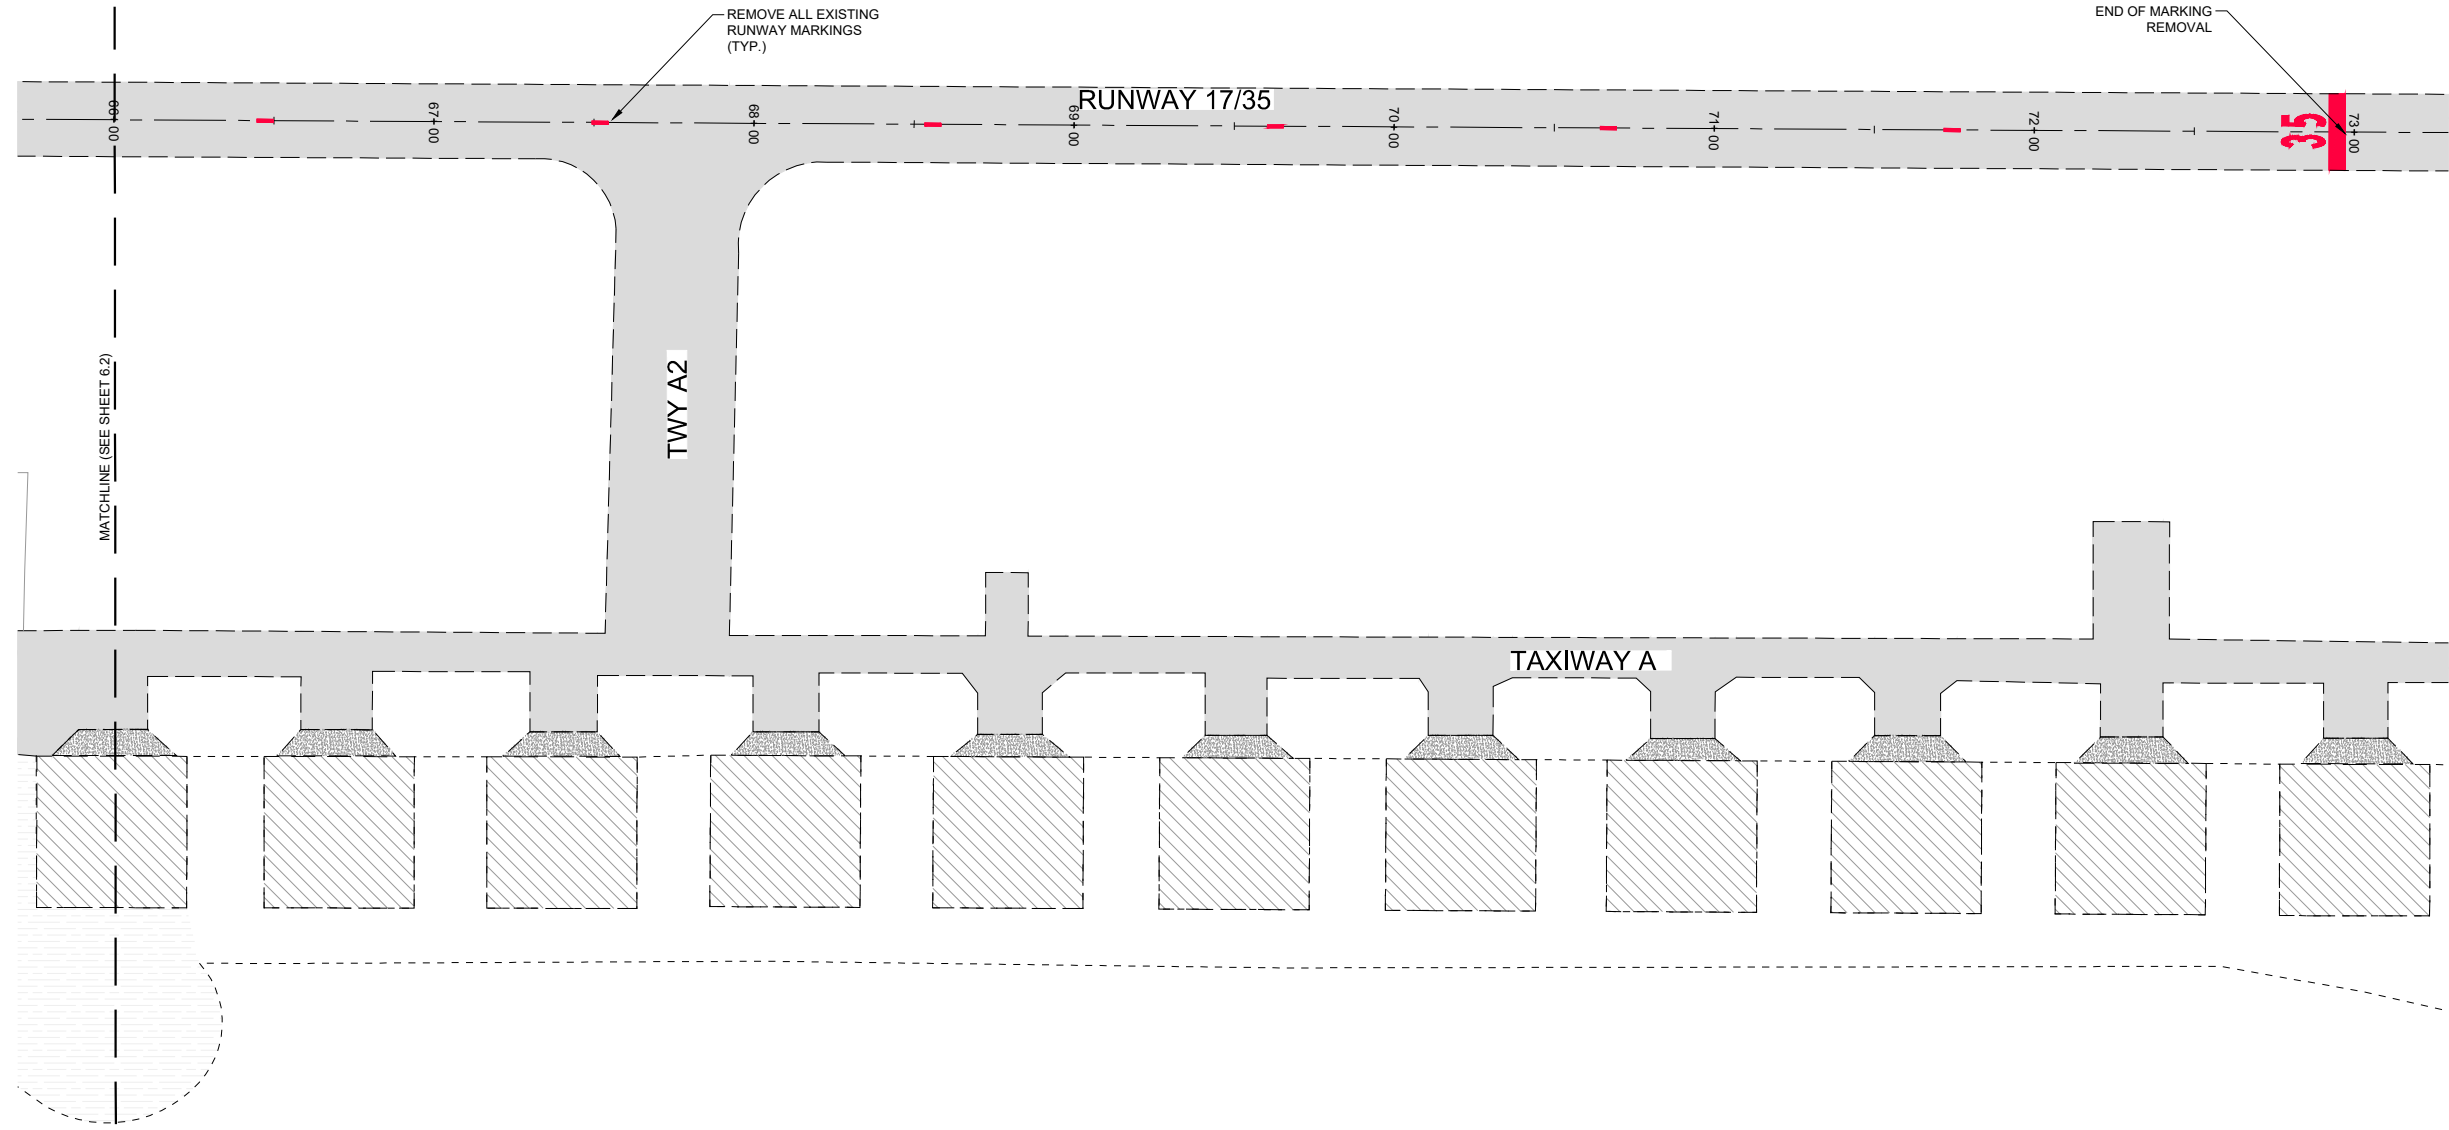 REMOVE ALL EXISTING
RUNWAY MARKINGS
(TYP.)
END OF MARKING
REMOVAL
RUNWAY 17/35
66+00
67+00
68+00
69+00
70+00
71+00
72+00
35
73+00
MATCHLINE (SEE SHEET 6.2)
TWY A2
TAXIWAY A